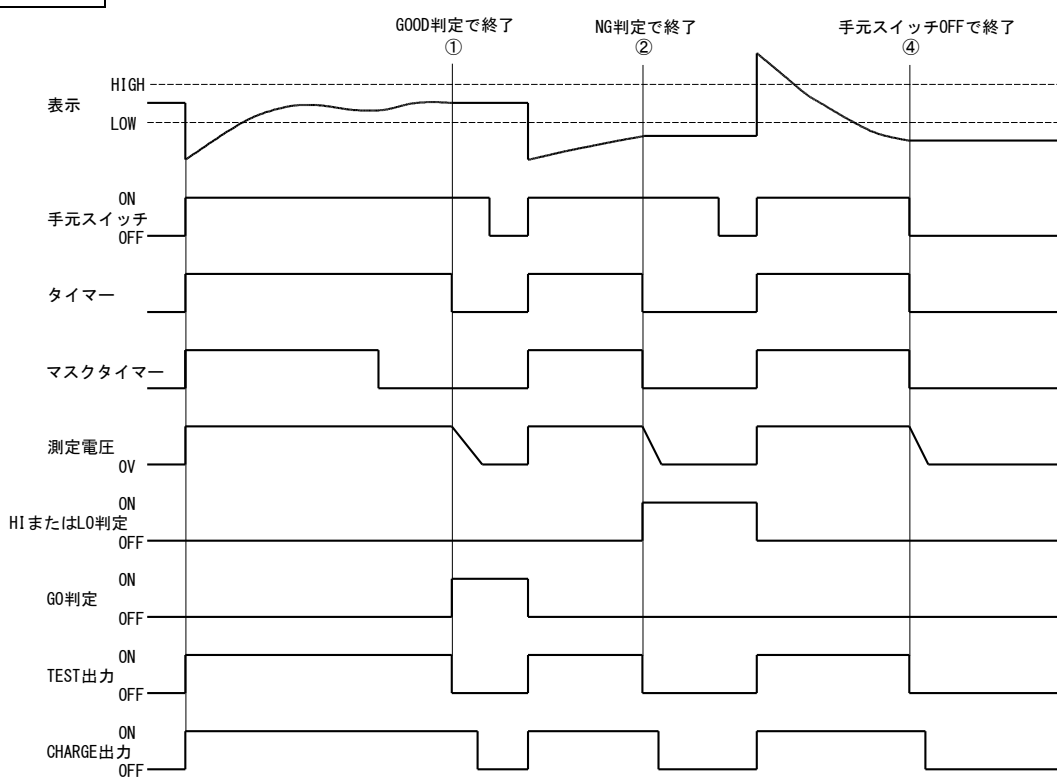 GOOD判定で終了
①
NG判定で終了
②
手元スイッチOFFで終了
④
HIGH
表示
LOW
ON
手元スイッチ
OFF
タイマー
マスクタイマー
測定電圧
0V
ON
HIまたはLO判定
OFF
ON
GO判定
OFF
ON
TEST出力
OFF
ON
CHARGE出力
OFF